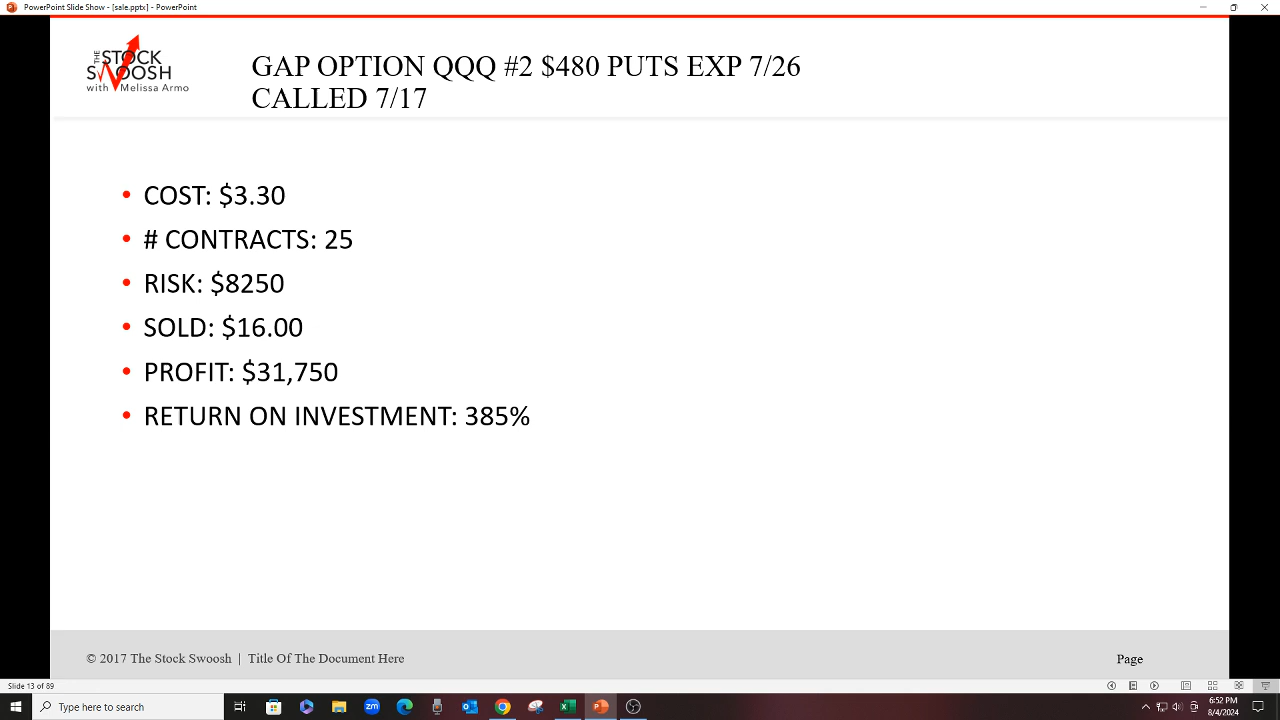 PowerPoint Slide Show - [sale.pptx] - PowerPoint
THE STOCK
SWOOSH
with Melissa Armo
GAP OPTION QQQ #2 $480 PUTS EXP 7/26
CALLED 7/17
• COST: $3.30
• # CONTRACTS: 25
• RISK: $8250
• SOLD: $16.00
• PROFIT: $31,750
• RETURN ON INVESTMENT: 385%
© 2017 The Stock Swoosh | Title Of The Document Here
Page
Slide 13 of 89
Type here to search
zm
6:52 PM
8/4/2024